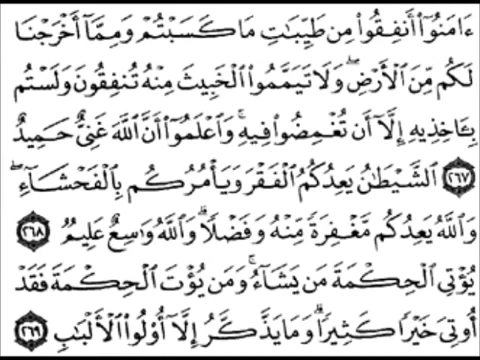 ءَامَنُوٓا۟ أَنفِقُوا۟ مِن طَيِّبَٰتِ مَا كَسَبْتُمْ وَمِمَّآ أَخْرَجْنَا
لَكُم مِّنَ ٱلْأَرْضِ ۖ وَلَا تَيَمَّمُوا۟ ٱلْخَبِيثَ مِنْهُ تُنفِقُونَ وَلَسْتُم
بِـَٔاخِذِيهِ إِلَّآ أَن تُغْمِضُوا۟ فِيهِ ۚ وَٱعْلَمُوٓا۟ أَنَّ ٱللَّهَ غَنِىٌّ حَمِيدٌ
٢٦٧ ٱلشَّيْطَٰنُ يَعِدُكُمُ ٱلْفَقْرَ وَيَأْمُرُكُم بِٱلْفَحْشَآءِ ۖ
وَٱللَّهُ يَعِدُكُم مَّغْفِرَةً مِّنْهُ وَفَضْلًا ۗ وَٱللَّهُ وَٰسِعٌ عَلِيمٌ ٢٦٨
يُؤْتِى ٱلْحِكْمَةَ مَن يَشَآءُ ۚ وَمَن يُؤْتَ ٱلْحِكْمَةَ فَقَدْ
أُوتِىَ خَيْرًا كَثِيرًا ۗ وَمَا يَذَّكَّرُ إِلَّآ أُو۟لُوا۟ ٱلْأَلْبَٰبِ ٢٦٩